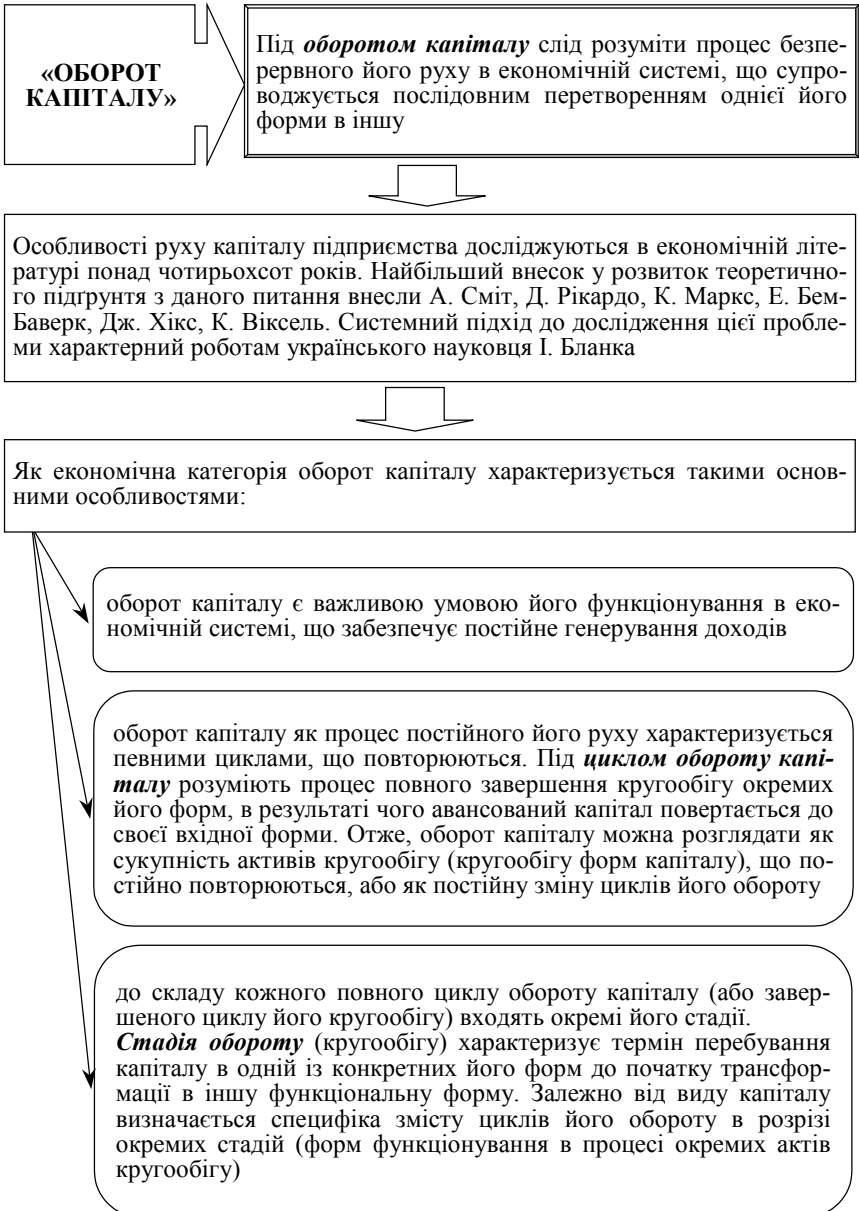 «ОБОРОТ
КАПІТАЛУ»
Під оборотом капіталу слід розуміти процес безпе-
рервного його руху в економічній системі, що супро-
воджується послідовним перетворенням однієї його
форми в іншу
Особливості руху капіталу підприємства досліджуються в економічній літе-
ратурі понад чотирьохсот років. Найбільший внесок у розвиток теоретично-
го підґрунтя з даного питання внесли А. Сміт, Д. Рікардо, К. Маркс, Е. Бем-
Баверк, Дж. Хікс, К. Віксель. Системний підхід до дослідження цієї пробле-
ми характерний роботам українського науковця І. Бланка
Як економічна категорія оборот капіталу характеризується такими основ-
ними особливостями:
оборот капіталу є важливою умовою його функціонування в еко-
номічній системі, що забезпечує постійне генерування доходів
оборот капіталу як процес постійного його руху характеризується
певними циклами, що повторюються. Під циклом обороту капі-
талу розуміють процес повного завершення кругообігу окремих
його форм, в результаті чого авансований капітал повертається до
своєї вхідної форми. Отже, оборот капіталу можна розглядати як
сукупність активів кругообігу (кругообігу форм капіталу), що по-
стійно повторюються, або як постійну зміну циклів його обороту
до складу кожного повного циклу обороту капіталу (або завер-
шеного циклу його кругообігу) входять окремі його стадії.
Стадія обороту (кругообігу) характеризує термін перебування
капіталу в одній із конкретних його форм до початку трансфор-
мації в іншу функціональну форму. Залежно від виду капіталу
визначається специфіка змісту циклів його обороту в розрізі
окремих стадій (форм функціонування в процесі окремих актів
кругообігу)